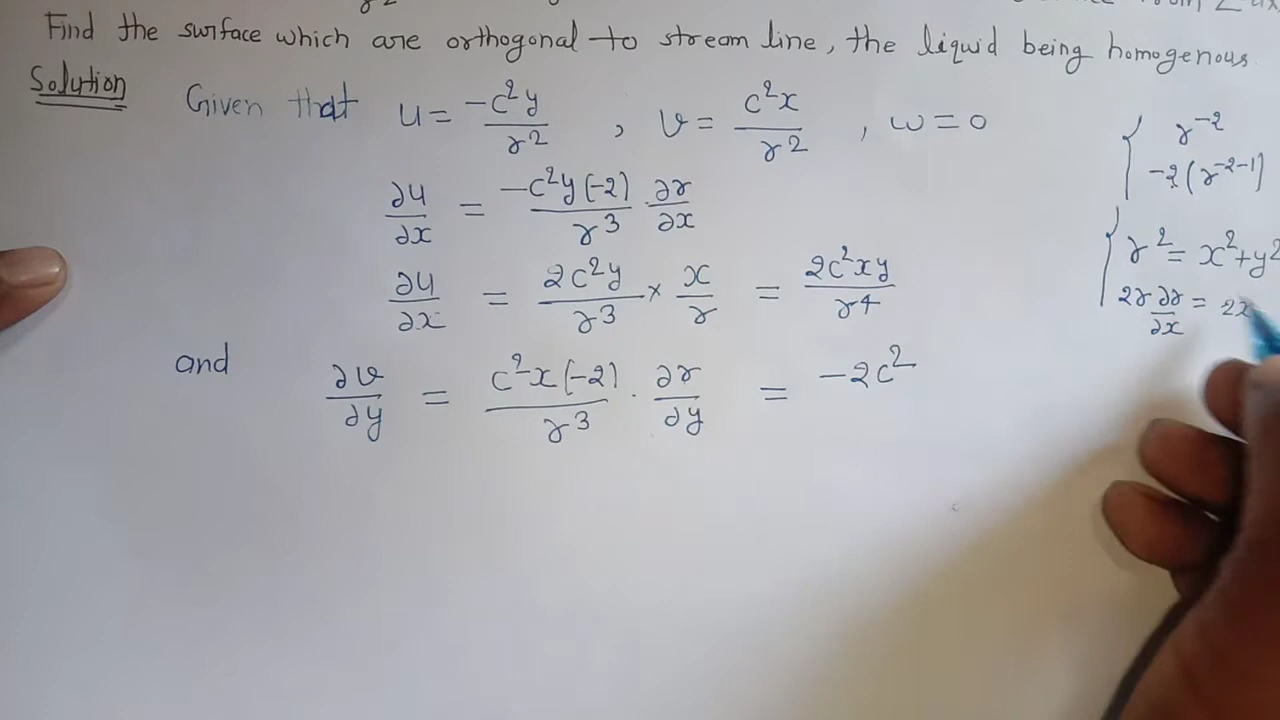 Find the surface which are orthogonal to stream line, the liquid being homogenous
Solution Given that u = -c²y/r² , v = c²x/r² , w = 0
∂u/∂x = -c²y(-2)/r³ . ∂r/∂x
∂u/∂x = 2c²y/r³ × x/r = 2c²xy/r⁴
and ∂v/∂y = c²x(-2)/r³ . ∂r/∂y = -2c²
r⁻²
-2(r⁻²⁻¹)
r² = x²+y²
2r ∂r/∂x = 2x